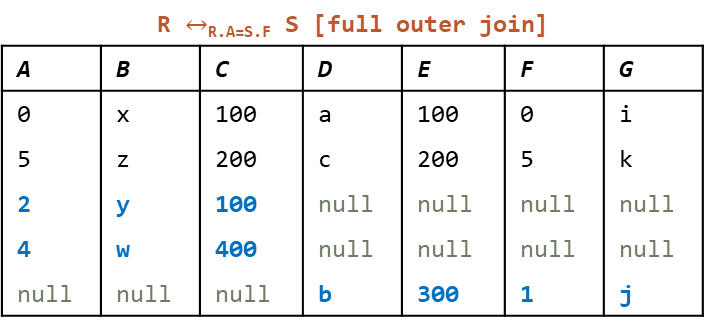 R ↔R.A=S.F S [full outer join]
A B C D E F G
0 x 100 a 100 0 i
5 z 200 c 200 5 k
2 y 100 null null null null
4 w 400 null null null null
null null null b 300 1 j